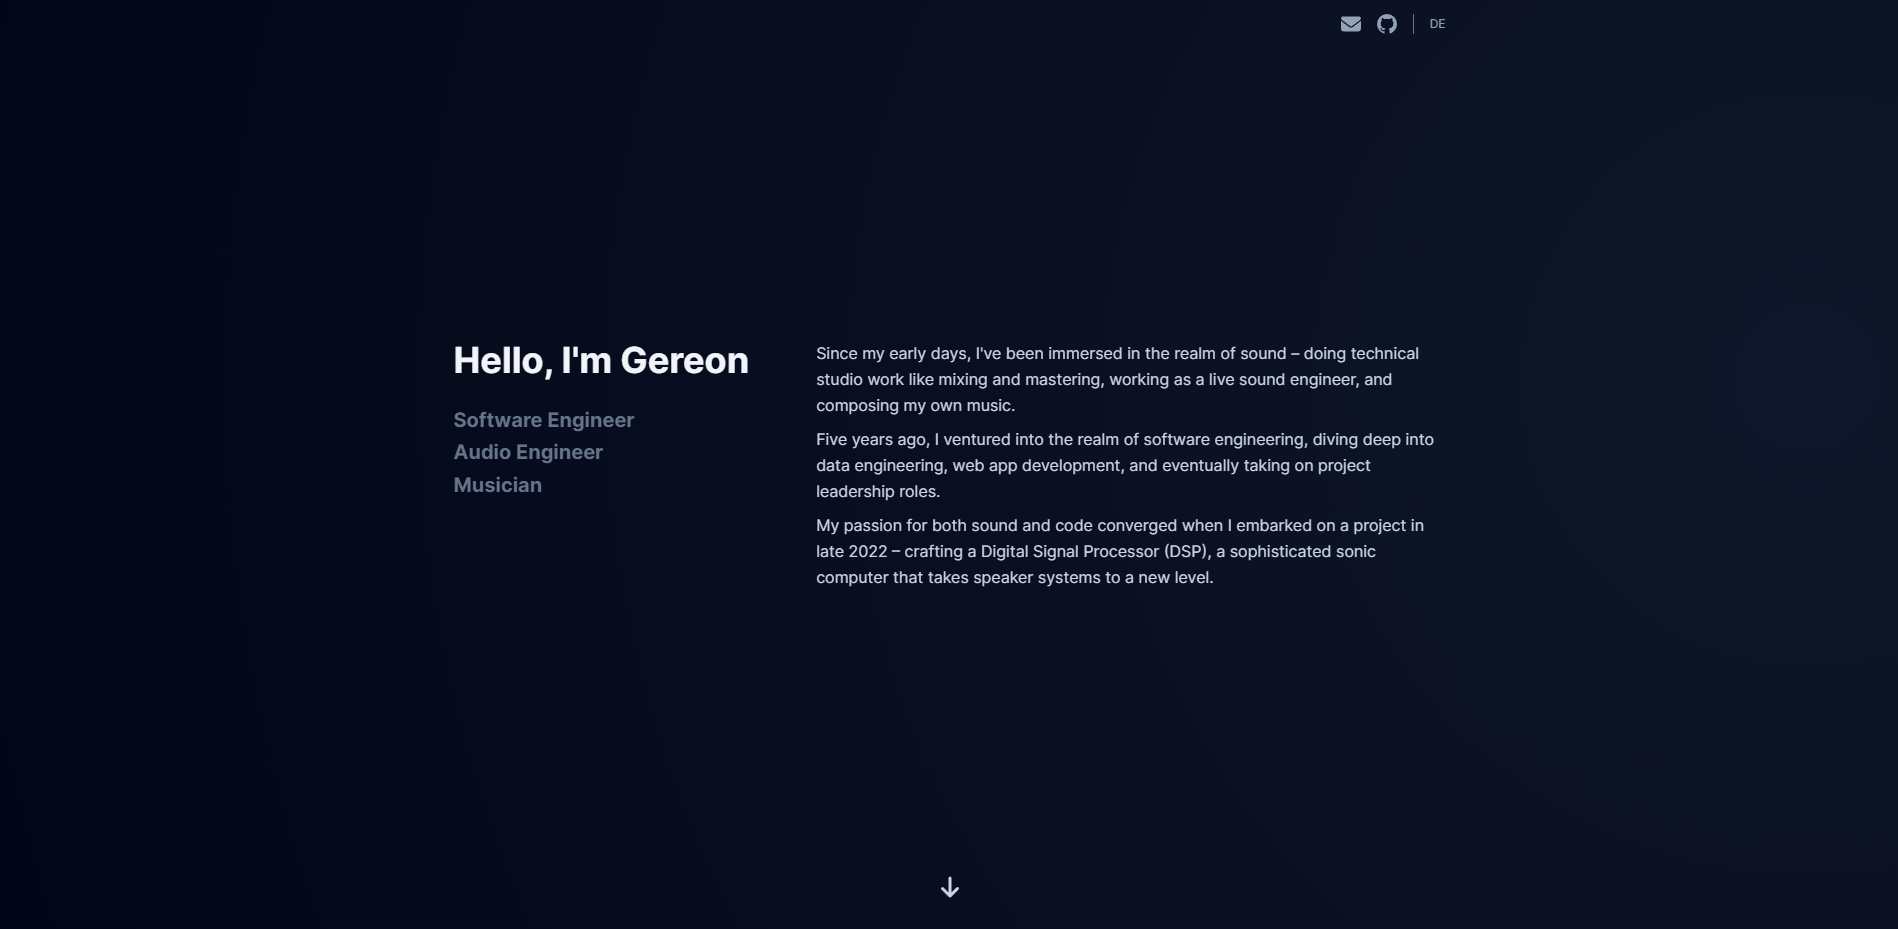 DE
Hello, I'm Gereon
Software Engineer
Audio Engineer
Musician
Since my early days, I've been immersed in the realm of sound – doing technical
studio work like mixing and mastering, working as a live sound engineer, and
composing my own music.
Five years ago, I ventured into the realm of software engineering, diving deep into
data engineering, web app development, and eventually taking on project
leadership roles.
My passion for both sound and code converged when I embarked on a project in
late 2022 – crafting a Digital Signal Processor (DSP), a sophisticated sonic
computer that takes speaker systems to a new level.